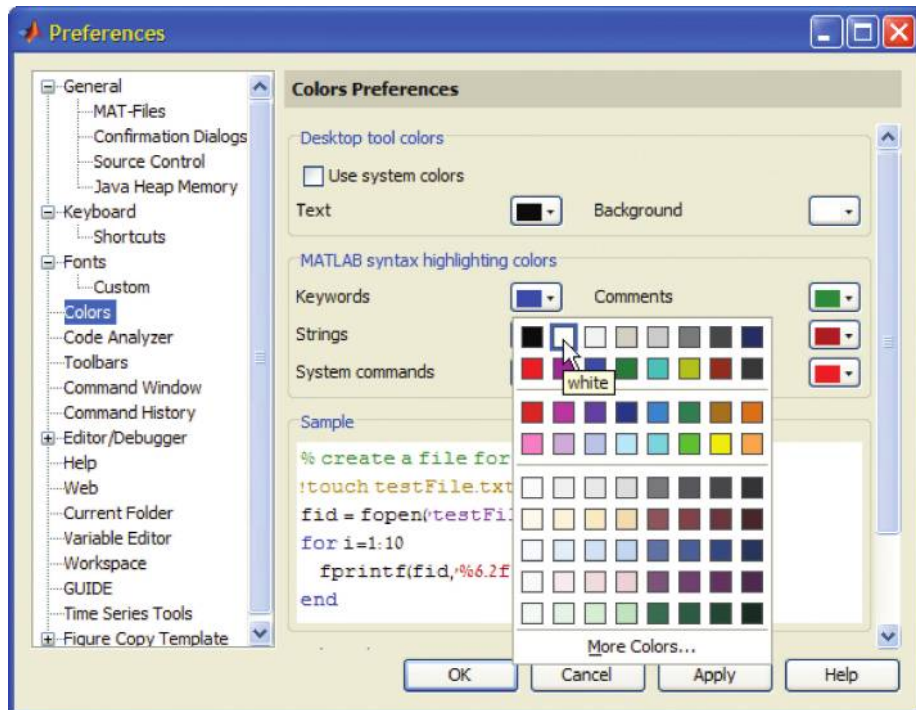 Preferences
General
MAT-Files
Confirmation Dialogs
Source Control
Java Heap Memory
Keyboard
Shortcuts
Fonts
Custom
Colors
Code Analyzer
Toolbars
Command Window
Command History
Editor/Debugger
Help
Web
Current Folder
Variable Editor
Workspace
GUIDE
Time Series Tools
Figure Copy Template
Colors Preferences
Desktop tool colors
Use system colors
Text Background
MATLAB syntax highlighting colors
Keywords Comments
Strings
System commands
white
Sample
% create a file for
!touch testFile.txt
fid = fopen('testFil
for i=1:10
fprintf(fid,'%6.2f
end
More Colors...
OK Cancel Apply Help